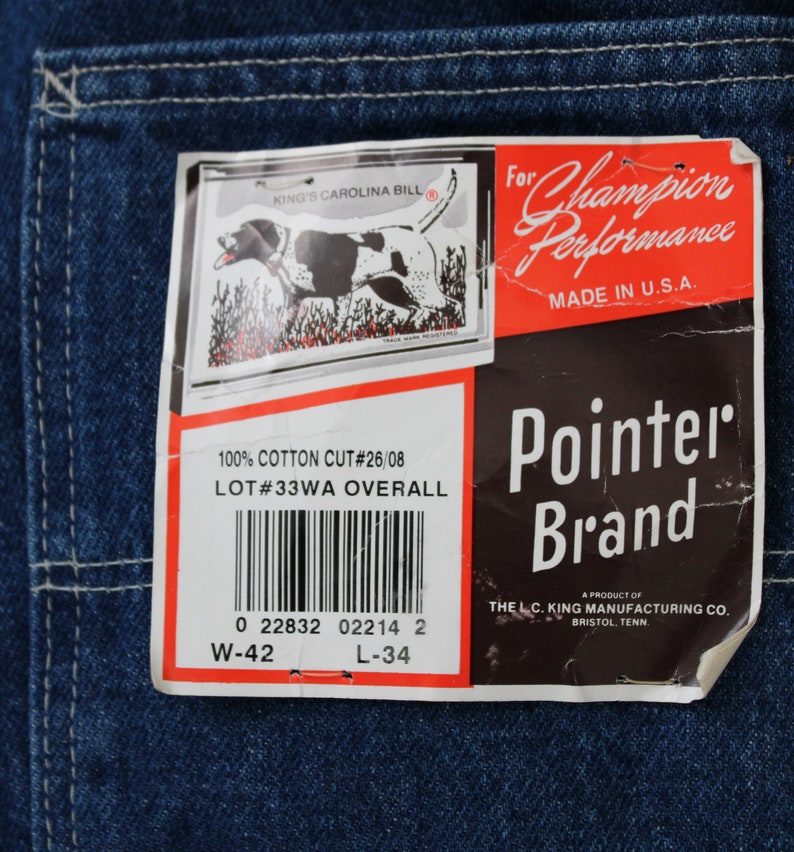 KING'S CAROLINA BILL®
TRADE MARK REGISTERED
For Champion
Performance
MADE IN U.S.A.
100% COTTON CUT#26/08
LOT#33WA OVERALL
0 22832 02214 2
W-42 L-34
Pointer
Brand
A PRODUCT OF
THE L. C. KING MANUFACTURING CO.
BRISTOL, TENN.